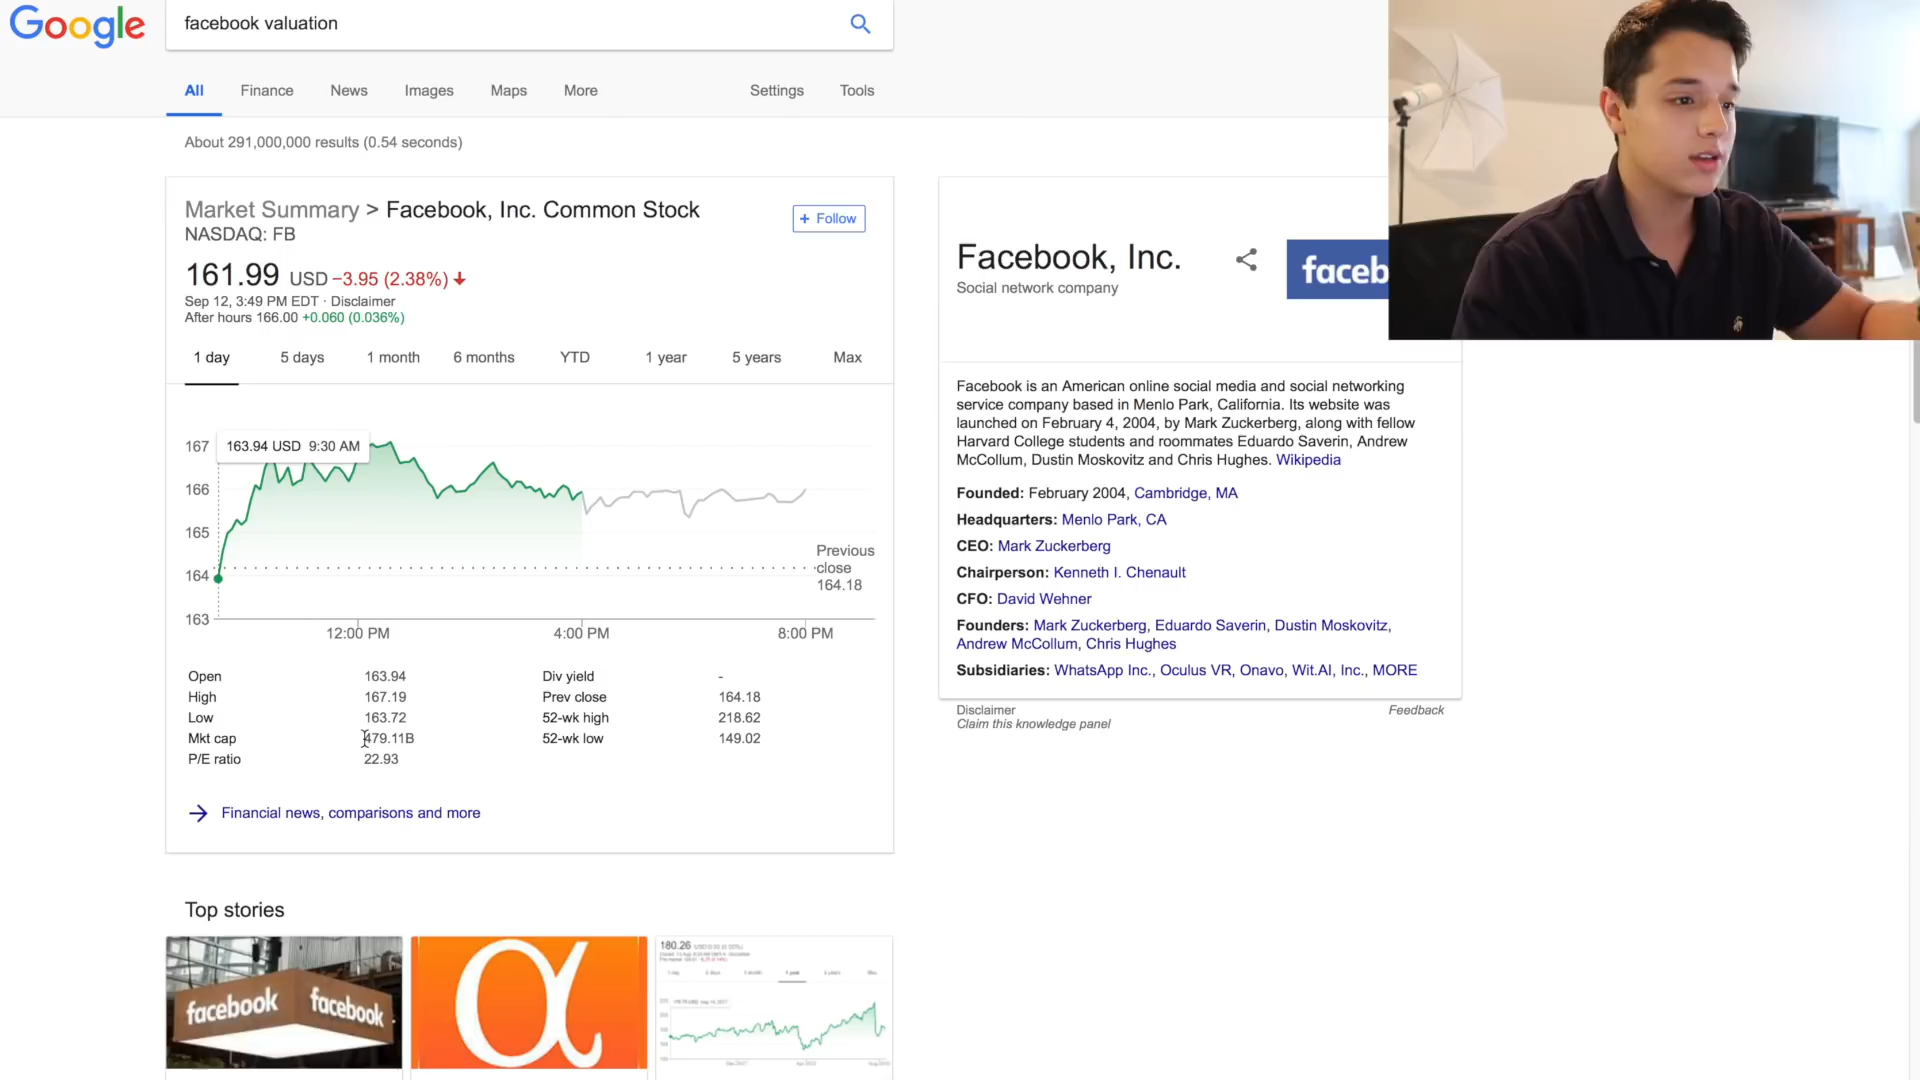 Google
facebook valuation
All
Finance
News
Images
Maps
More
Settings
Tools
About 291,000,000 results (0.54 seconds)
Market Summary > Facebook, Inc. Common Stock
NASDAQ: FB
+ Follow
161.99 USD −3.95 (2.38%)
Sep 12, 3:49 PM EDT · Disclaimer
After hours 166.00 +0.060 (0.036%)
1 day
5 days
1 month
6 months
YTD
1 year
5 years
Max
163.94 USD 9:30 AM
167
166
165
164
163
Previous
close
164.18
12:00 PM
4:00 PM
8:00 PM
Open 163.94
High 167.19
Low 163.72
Mkt cap 479.11B
P/E ratio 22.93
Div yield -
Prev close 164.18
52-wk high 218.62
52-wk low 149.02
Financial news, comparisons and more
Top stories
facebook
facebook
α
180.26
Facebook, Inc.
Social network company
faceb
Facebook is an American online social media and social networking
service company based in Menlo Park, California. Its website was
launched on February 4, 2004, by Mark Zuckerberg, along with fellow
Harvard College students and roommates Eduardo Saverin, Andrew
McCollum, Dustin Moskovitz and Chris Hughes. Wikipedia
Founded: February 2004, Cambridge, MA
Headquarters: Menlo Park, CA
CEO: Mark Zuckerberg
Chairperson: Kenneth I. Chenault
CFO: David Wehner
Founders: Mark Zuckerberg, Eduardo Saverin, Dustin Moskovitz,
Andrew McCollum, Chris Hughes
Subsidiaries: WhatsApp Inc., Oculus VR, Onavo, Wit.AI, Inc., MORE
Disclaimer
Feedback
Claim this knowledge panel